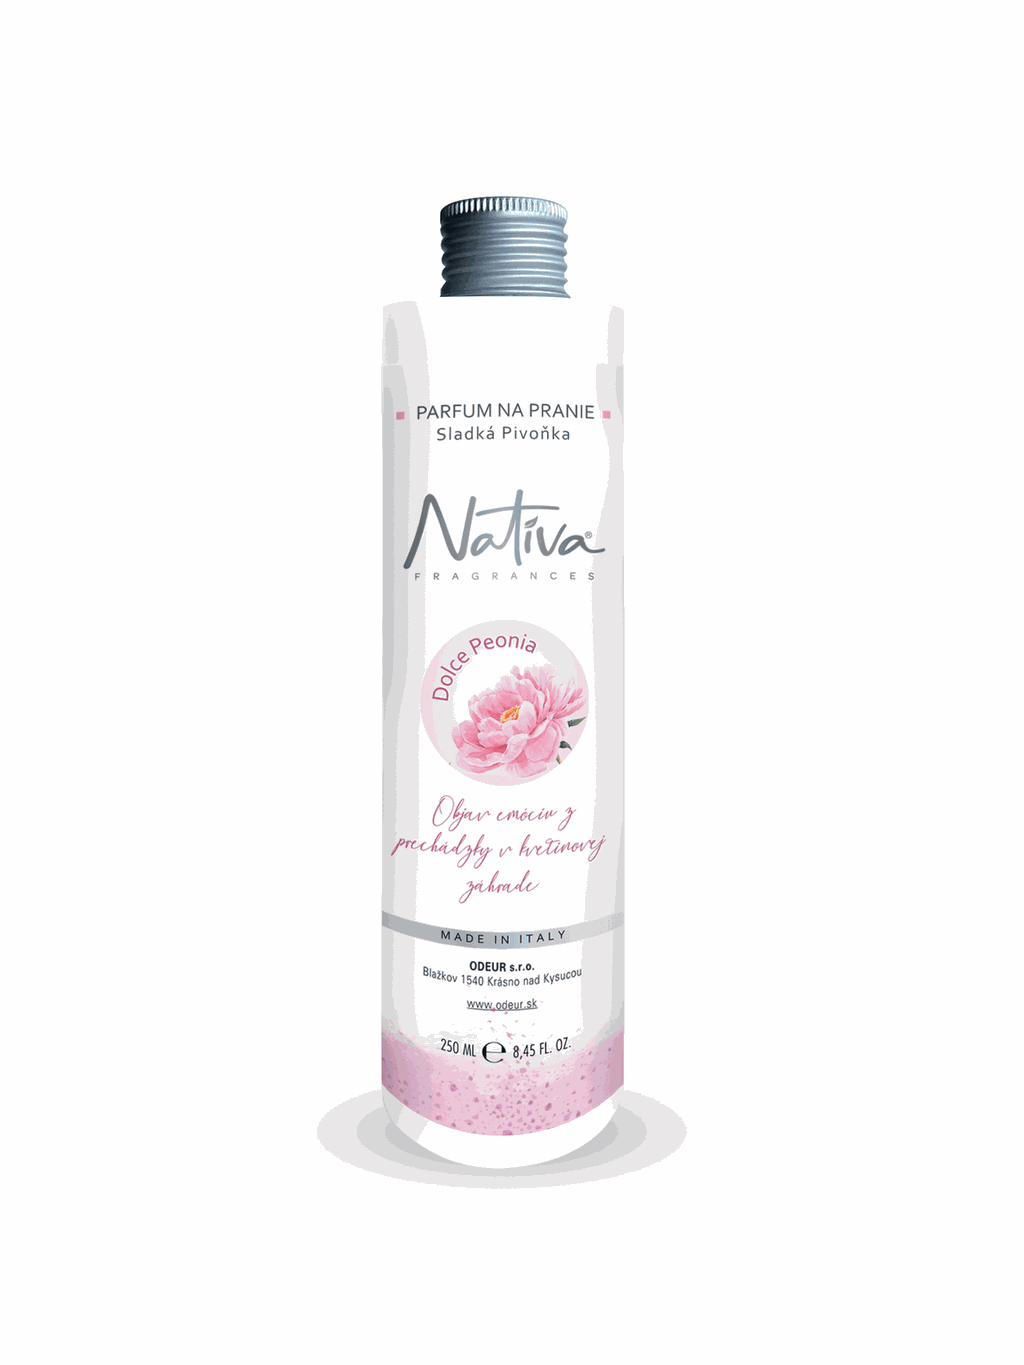 PARFUM NA PRANIE
Sladká Pivoňka
Nativa®
FRAGRANCES
Dolce Peonia
Objav emóciu z
prechádzky v kvetinovej
záhrade
MADE IN ITALY
ODEUR s.r.o.
Blažkov 1540 Krásno nad Kysucou
www.odeur.sk
250 ML ℮ 8,45 FL. OZ.